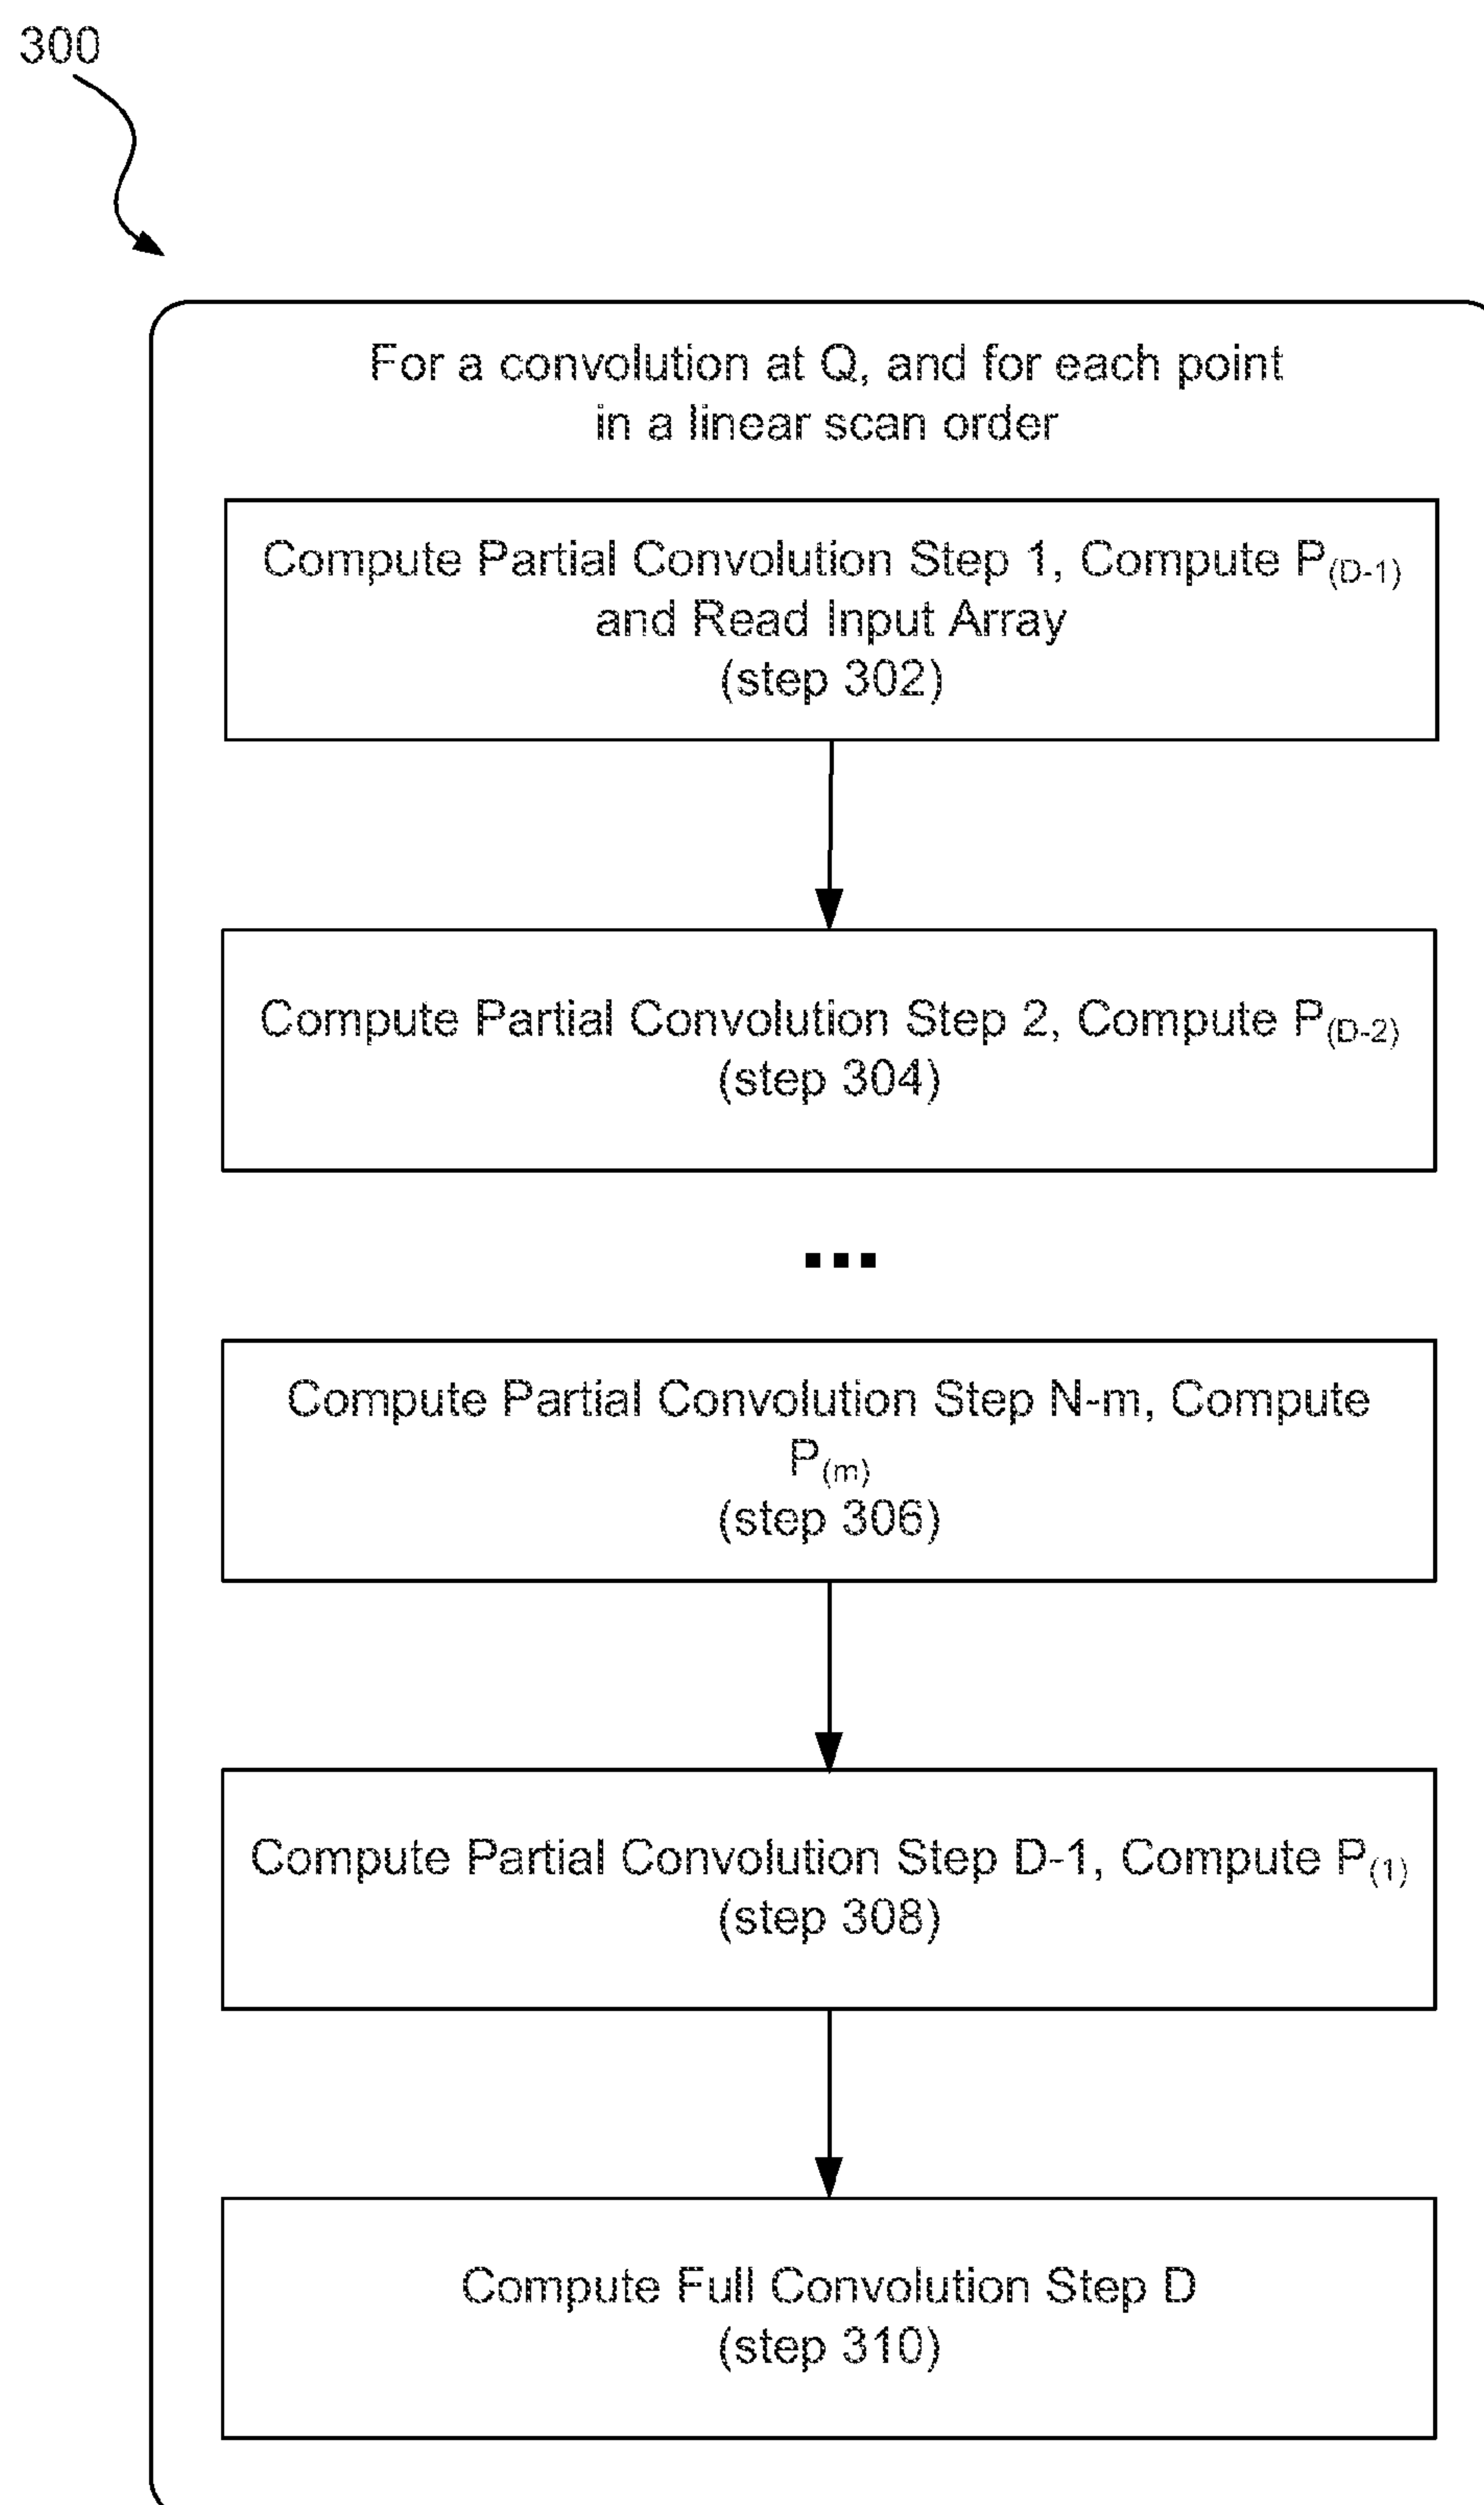 300
For a convolution at Q, and for each point
in a linear scan order
Compute Partial Convolution Step 1, Compute P(D-1)
and Read Input Array
(step 302)
Compute Partial Convolution Step 2, Compute P(D-2)
(step 304)
...
Compute Partial Convolution Step N-m, Compute
P(m)
(step 306)
Compute Partial Convolution Step D-1, Compute P(1)
(step 308)
Compute Full Convolution Step D
(step 310)